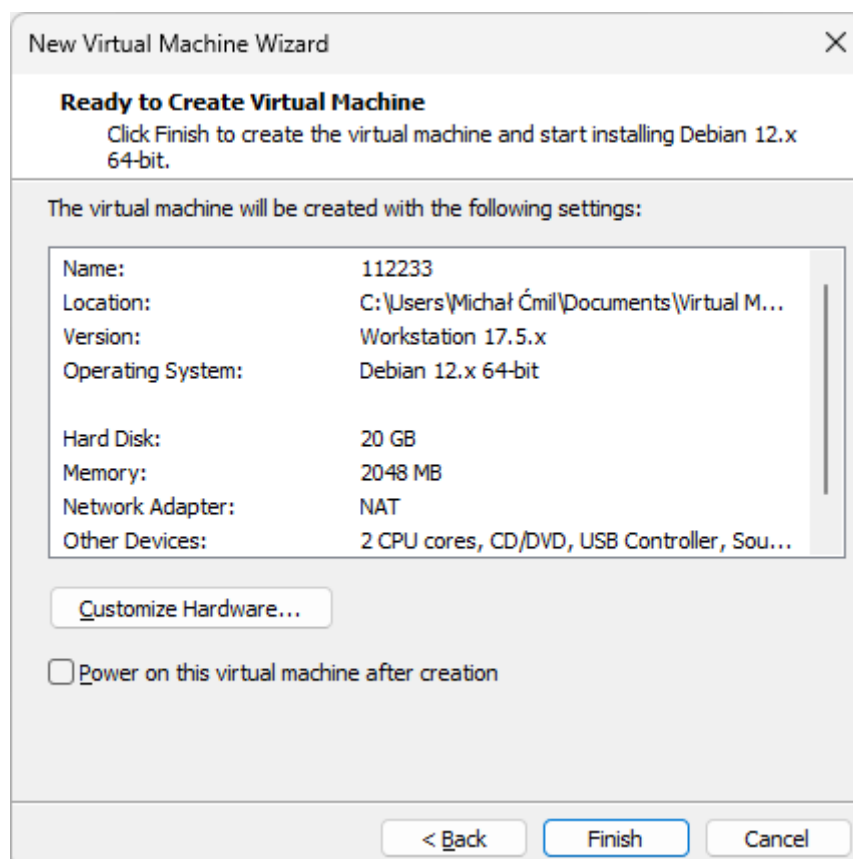 New Virtual Machine Wizard
Ready to Create Virtual Machine
Click Finish to create the virtual machine and start installing Debian 12.x
64-bit.
The virtual machine will be created with the following settings:
Name: 112233
Location: C:\Users\Michał Ćmil\Documents\Virtual M...
Version: Workstation 17.5.x
Operating System: Debian 12.x 64-bit
Hard Disk: 20 GB
Memory: 2048 MB
Network Adapter: NAT
Other Devices: 2 CPU cores, CD/DVD, USB Controller, Sou...
Customize Hardware...
Power on this virtual machine after creation
< Back Finish Cancel